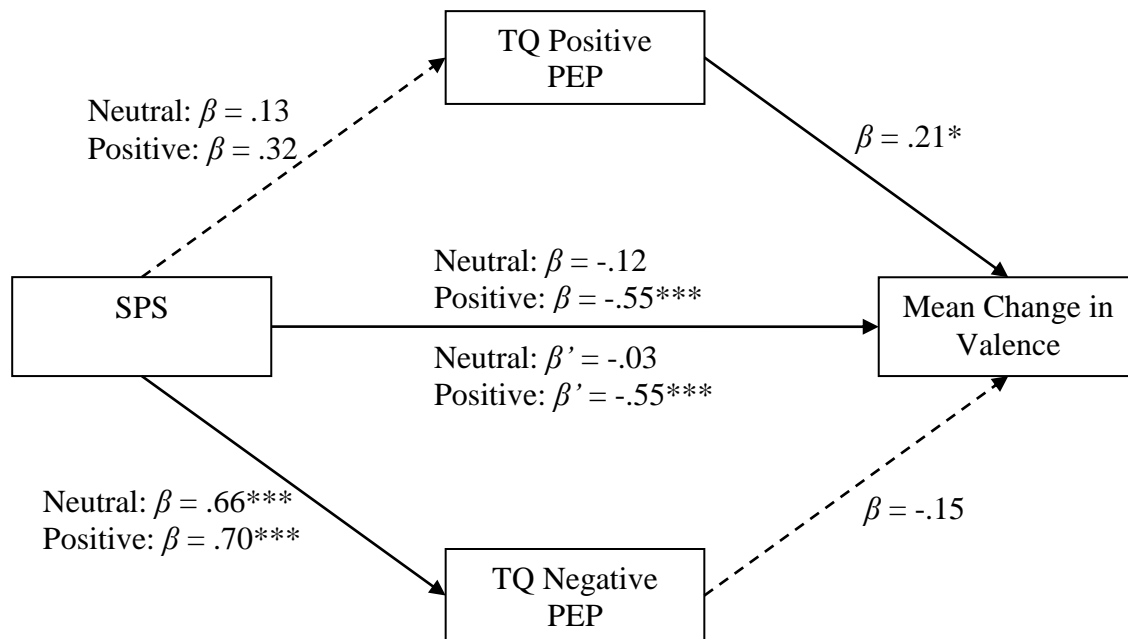 TQ Positive
PEP
Neutral: β = .13
Positive: β = .32
β = .21*
SPS
Neutral: β = -.12
Positive: β = -.55***
Neutral: β’ = -.03
Positive: β’ = -.55***
Mean Change in
Valence
Neutral: β = .66***
Positive: β = .70***
β = -.15
TQ Negative
PEP